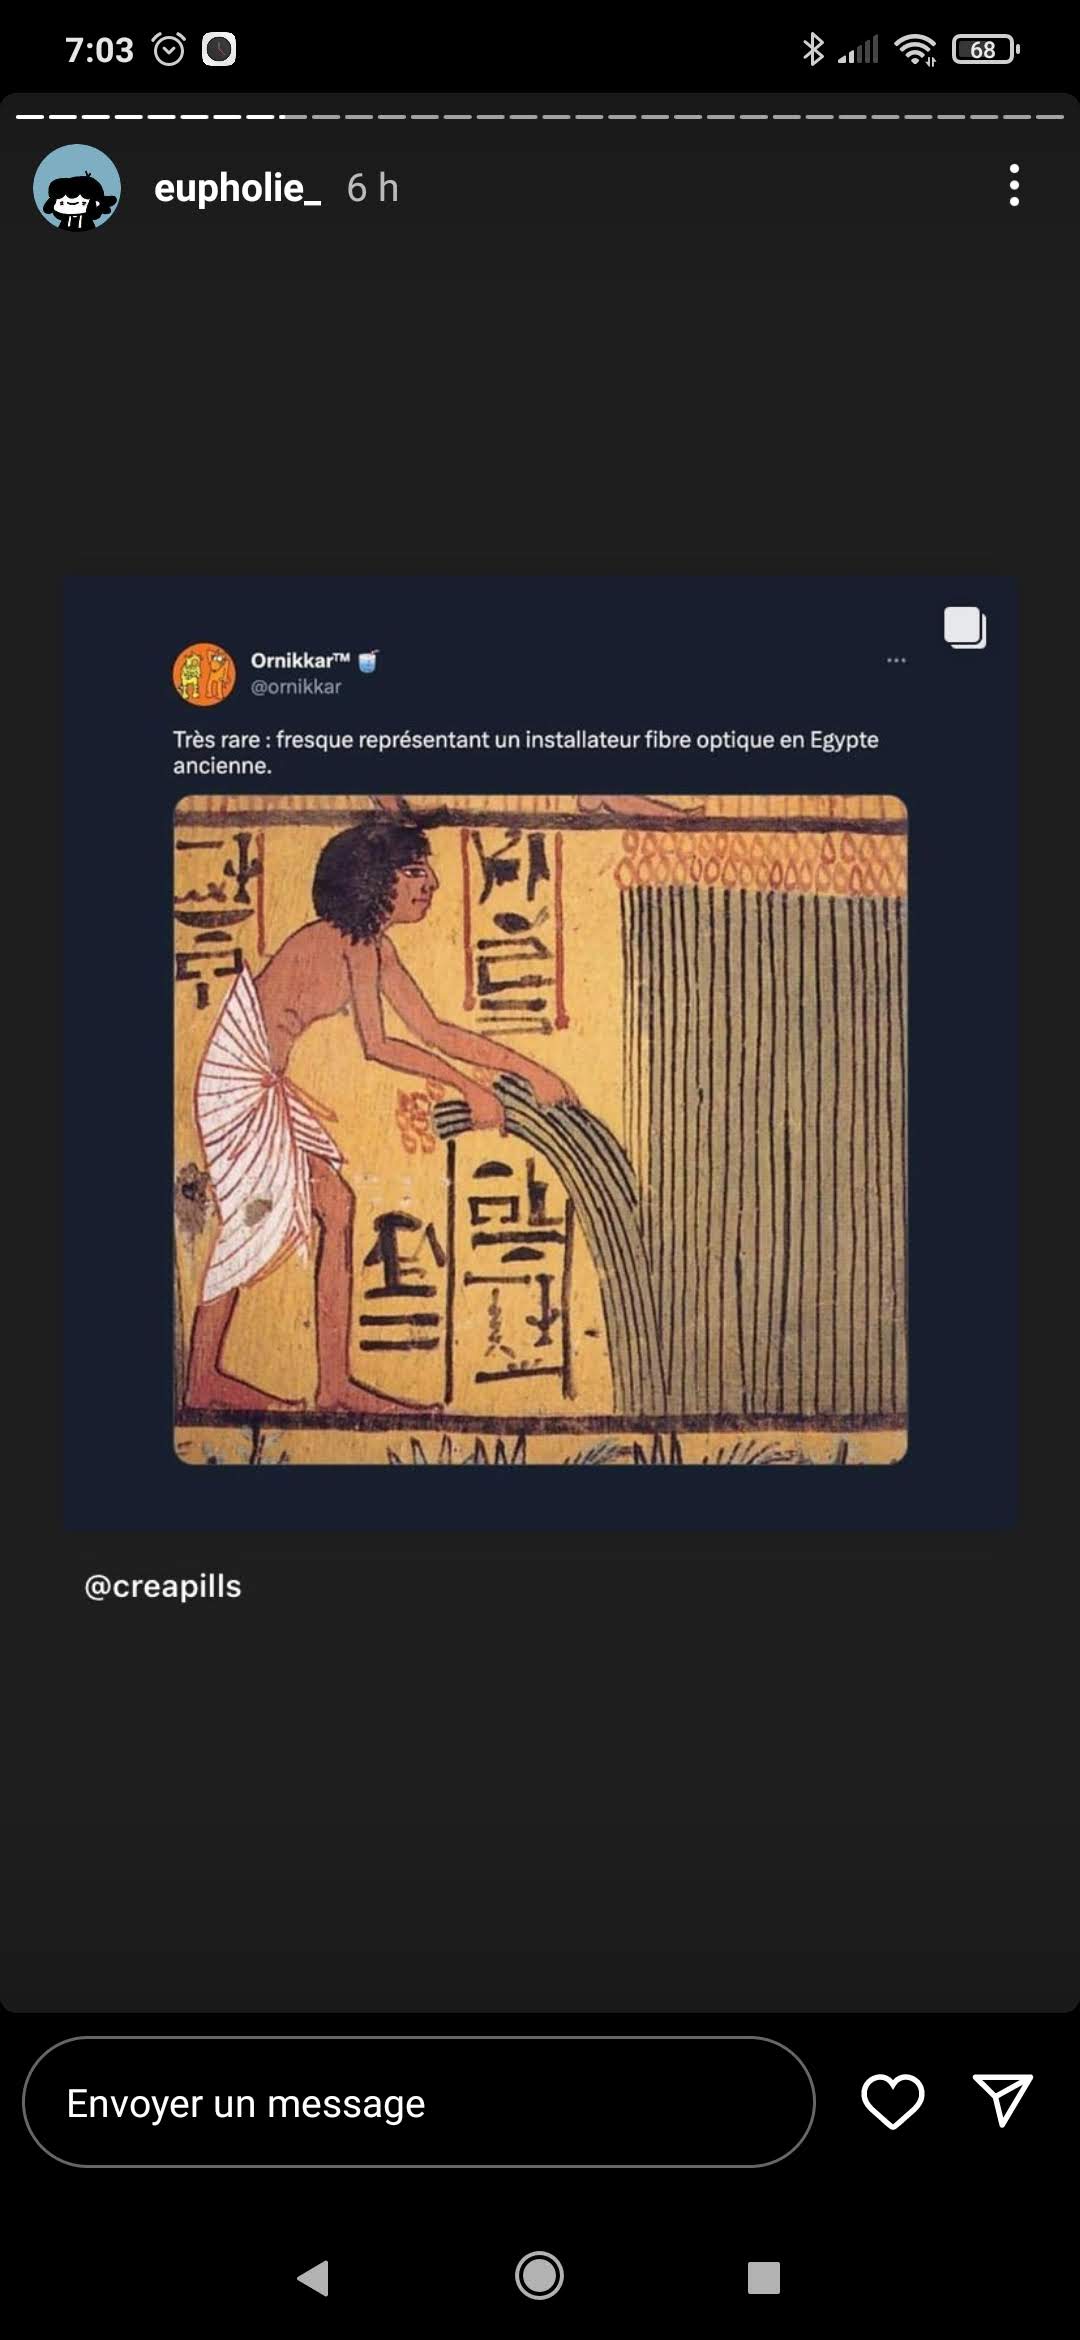 7:03
68
eupholie_ 6 h
Ornikkar™
@ornikkar
Très rare : fresque représentant un installateur fibre optique en Egypte
ancienne.
@creapills
Envoyer un message